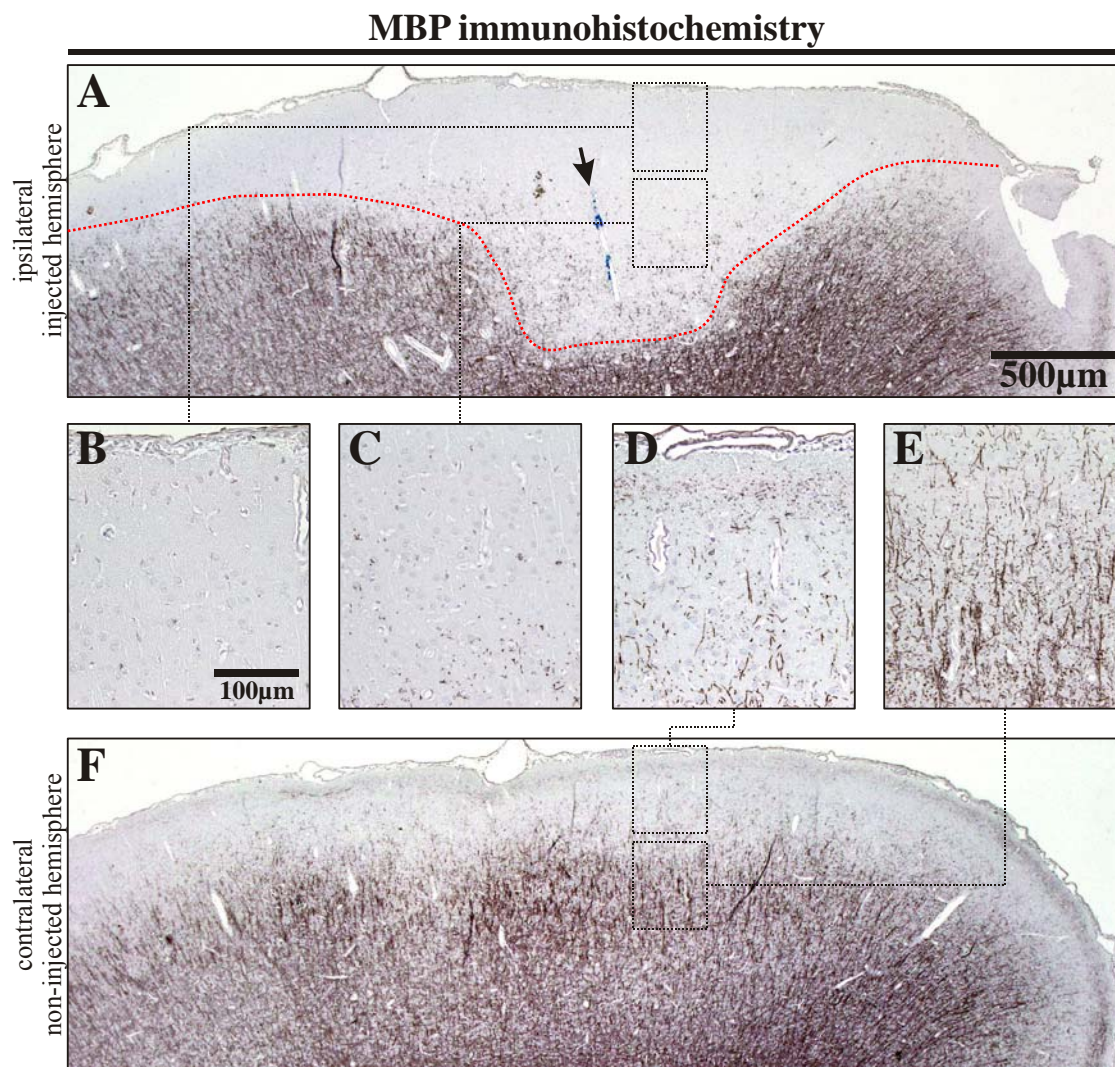 MBP immunohistochemistry
A
ipsilateral
injected hemisphere
500µm
B
C
D
E
100µm
F
contralateral
non-injected hemisphere